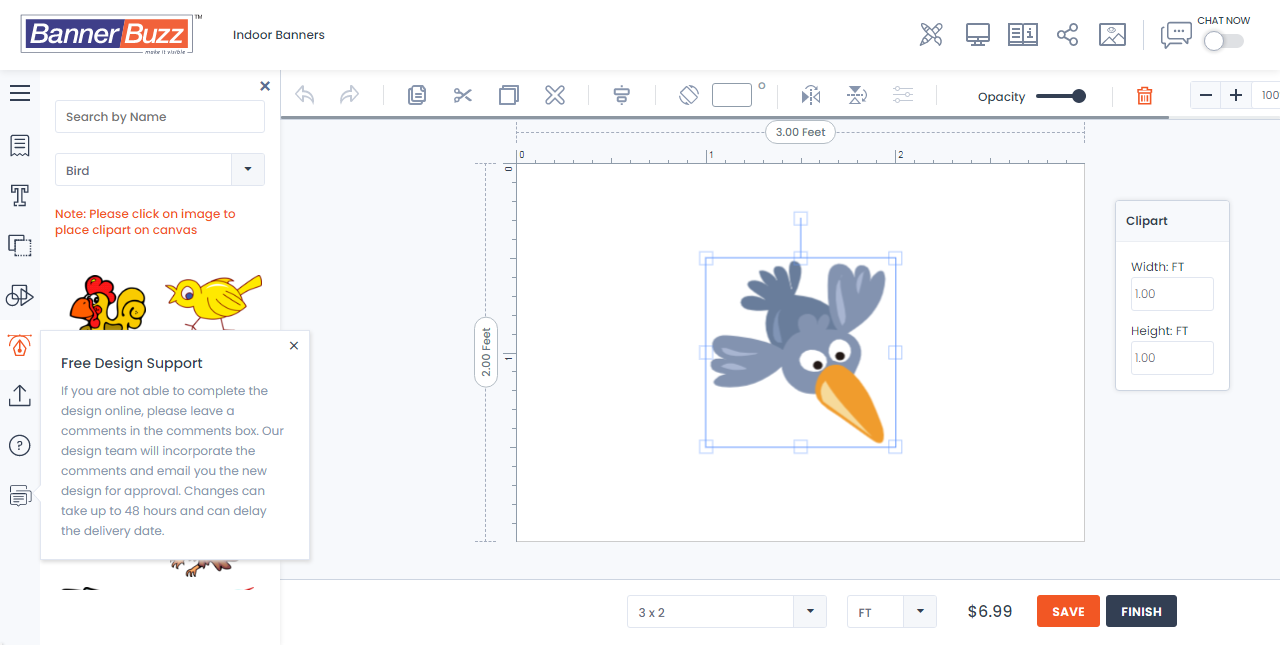 Banner Buzz
TM
make it visible
Indoor Banners
CHAT NOW
Search by Name
Opacity
100
3.00 Feet
Bird
0
1
2
Note: Please click on image to
place clipart on canvas
0
Clipart
Width: FT
1.00
Height: FT
1.00
2.00 Feet
1
Free Design Support
If you are not able to complete the
design online, please leave a
comments in the comments box. Our
design team will incorporate the
comments and email you the new
design for approval. Changes can
take up to 48 hours and can delay
the delivery date.
3 x 2
FT
$6.99
SAVE
FINISH